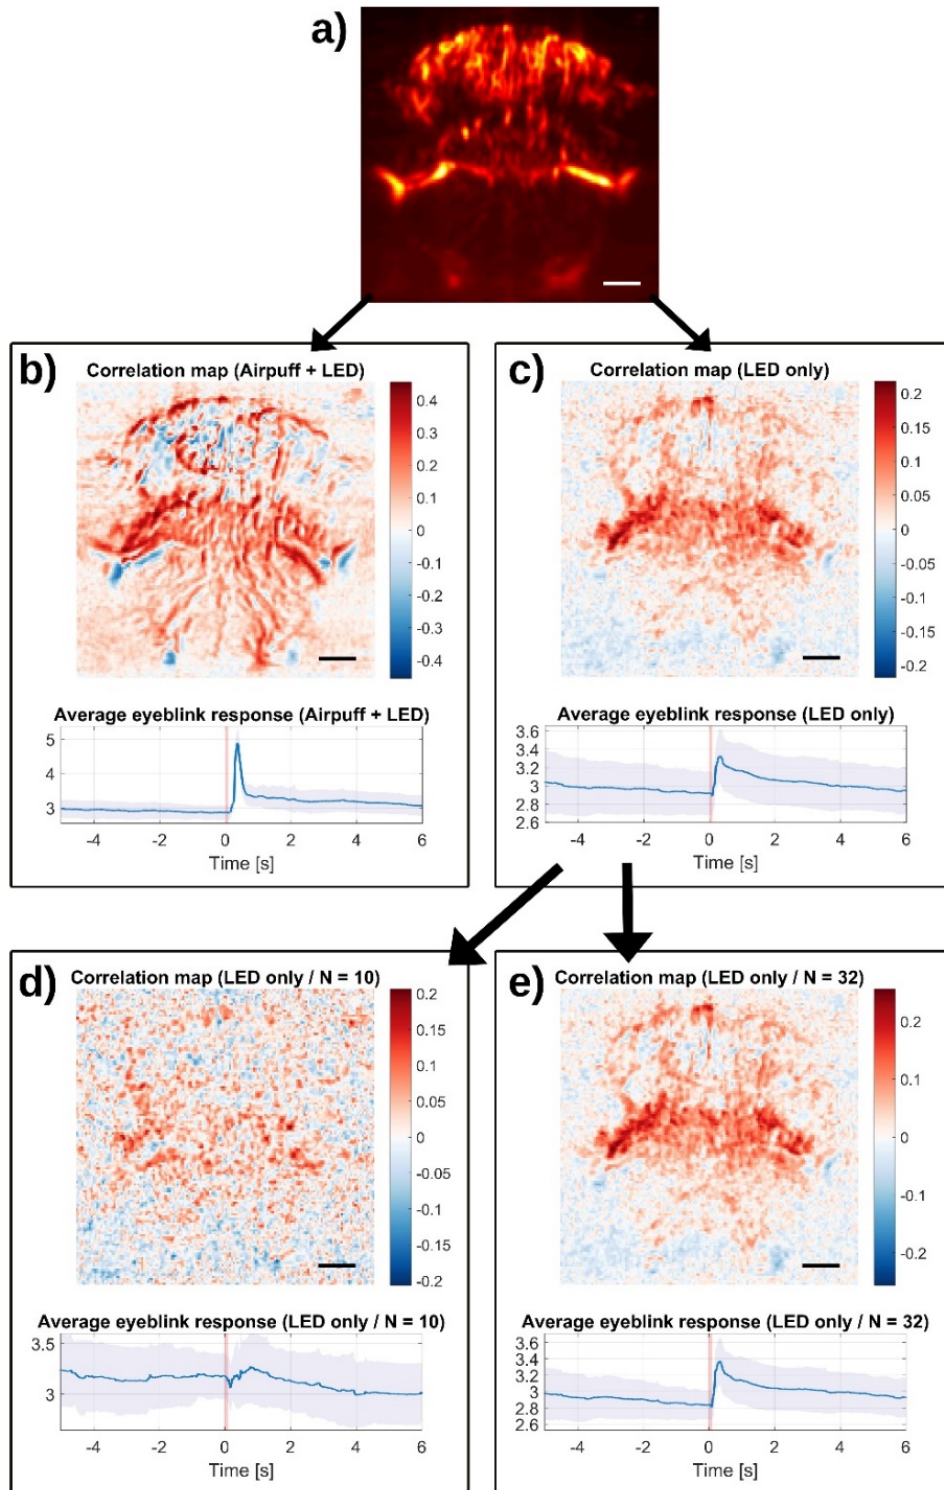 a)
b)
Correlation map (Airpuff + LED)
0.4
0.3
0.2
0.1
0
-0.1
-0.2
-0.3
-0.4
Average eyeblink response (Airpuff + LED)
5
4
3
-4 -2 0 2 4 6
Time [s]
c)
Correlation map (LED only)
0.2
0.15
0.1
0.05
0
-0.05
-0.1
-0.15
-0.2
Average eyeblink response (LED only)
3.6
3.4
3.2
3
2.8
2.6
-4 -2 0 2 4 6
Time [s]
d)
Correlation map (LED only / N = 10)
0.2
0.15
0.1
0.05
0
-0.05
-0.1
-0.15
-0.2
Average eyeblink response (LED only / N = 10)
3.5
3
-4 -2 0 2 4 6
Time [s]
e)
Correlation map (LED only / N = 32)
0.2
0.1
0
-0.1
-0.2
Average eyeblink response (LED only / N = 32)
3.6
3.4
3.2
3
2.8
2.6
-4 -2 0 2 4 6
Time [s]